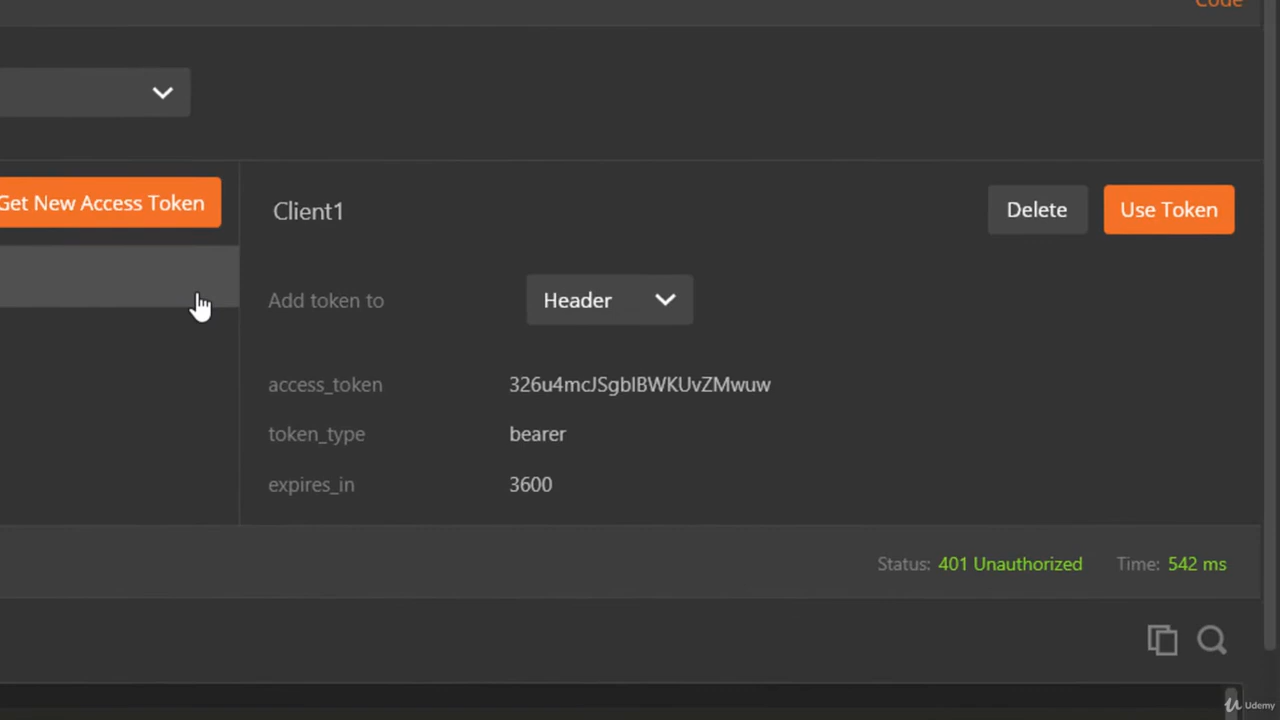 Code
Get New Access Token
Client1
Delete
Use Token
Add token to
Header
access_token
326u4mcJSgblBWKUvZMwuw
token_type
bearer
expires_in
3600
Status: 401 Unauthorized
Time: 542 ms
Udemy